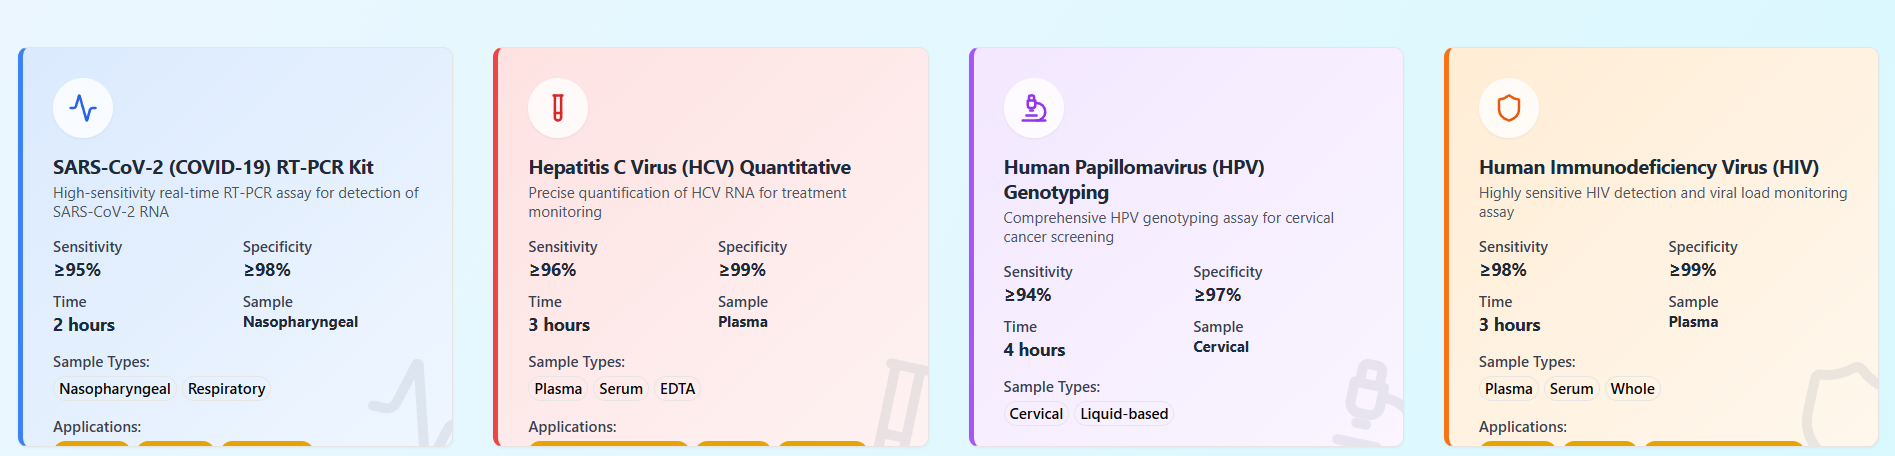 SARS-CoV-2 (COVID-19) RT-PCR Kit
High-sensitivity real-time RT-PCR assay for detection of
SARS-CoV-2 RNA
Sensitivity
Specificity
≥95%
≥98%
Time
Sample
2 hours
Nasopharyngeal
Sample Types:
Nasopharyngeal
Respiratory
Applications:
Hepatitis C Virus (HCV) Quantitative
Precise quantification of HCV RNA for treatment
monitoring
Sensitivity
Specificity
≥96%
≥99%
Time
Sample
3 hours
Plasma
Sample Types:
Plasma
Serum
EDTA
Applications:
Human Papillomavirus (HPV)
Genotyping
Comprehensive HPV genotyping assay for cervical
cancer screening
Sensitivity
Specificity
≥94%
≥97%
Time
Sample
4 hours
Cervical
Sample Types:
Cervical
Liquid-based
Human Immunodeficiency Virus (HIV)
Highly sensitive HIV detection and viral load monitoring
assay
Sensitivity
Specificity
≥98%
≥99%
Time
Sample
3 hours
Plasma
Sample Types:
Plasma
Serum
Whole
Applications: